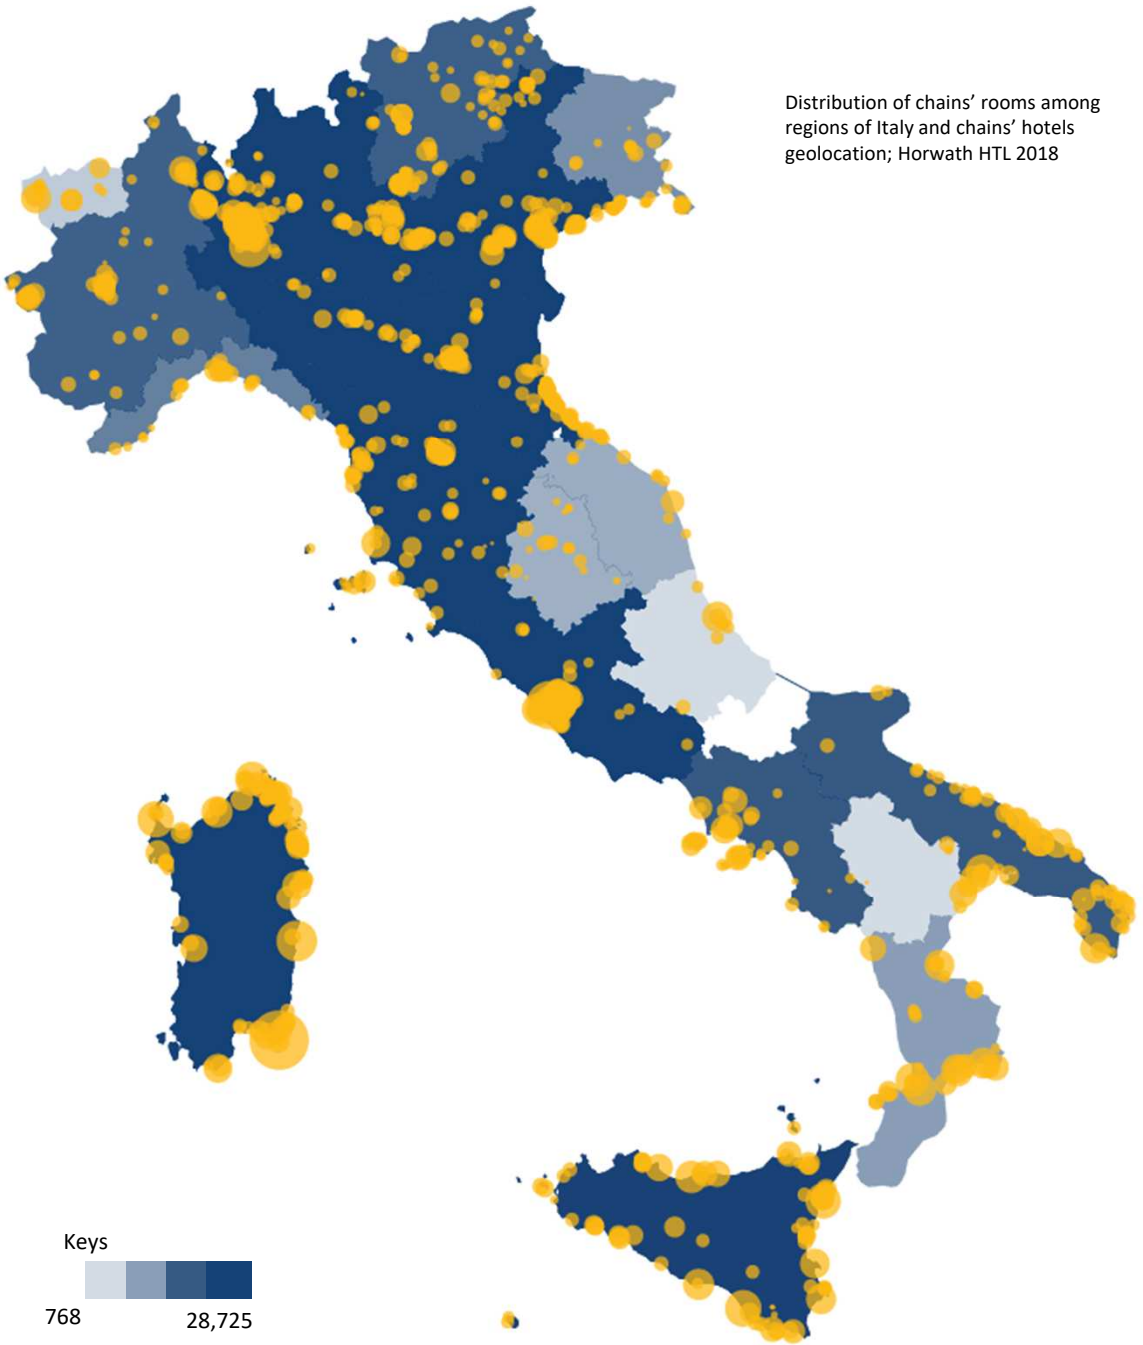 Distribution of chains’ rooms among
regions of Italy and chains’ hotels
geolocation; Horwath HTL 2018
Keys
768
28,725